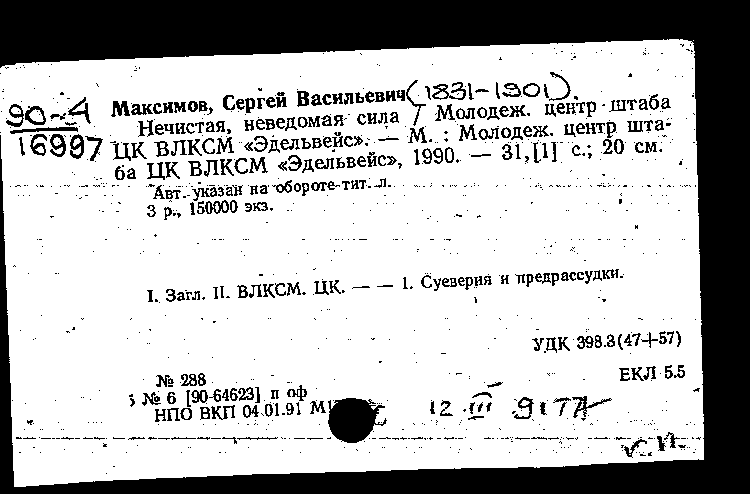 90-4
16997
Максимов, Сергей Васильевич (1831-1901).
Нечистая, неведомая сила / Молодеж. центр штаба
ЦК ВЛКСМ «Эдельвейс». — М. : Молодеж. центр шта-
ба ЦК ВЛКСМ «Эдельвейс», 1990. — 31,[1] с.; 20 см.
Авт. указан на обороте тит. л.
3 р., 150000 экз.
I. Загл. II. ВЛКСМ. ЦК. — — 1. Суеверия и предрассудки.
УДК 398.3(47+57)
№ 288
ЕКЛ 5.5
№ 6 [90-64623] п оф
НПО ВКП 04.01.91 12 III